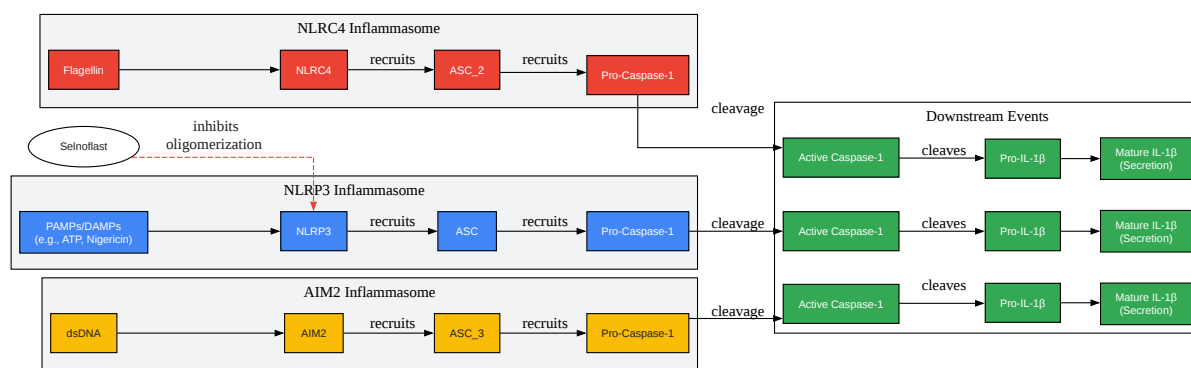 NLRC4 Inflammasome
Flagellin
NLRC4
recruits
ASC_2
recruits
Pro-Caspase-1
cleavage
Selnoflast
inhibits
oligomerization
NLRP3 Inflammasome
PAMPs/DAMPs
(e.g., ATP, Nigericin)
NLRP3
recruits
ASC
recruits
Pro-Caspase-1
cleavage
AIM2 Inflammasome
dsDNA
AIM2
recruits
ASC_3
recruits
Pro-Caspase-1
cleavage
Downstream Events
Active Caspase-1
cleaves
Pro-IL-1β
Mature IL-1β
(Secretion)
Active Caspase-1
cleaves
Pro-IL-1β
Mature IL-1β
(Secretion)
Active Caspase-1
cleaves
Pro-IL-1β
Mature IL-1β
(Secretion)